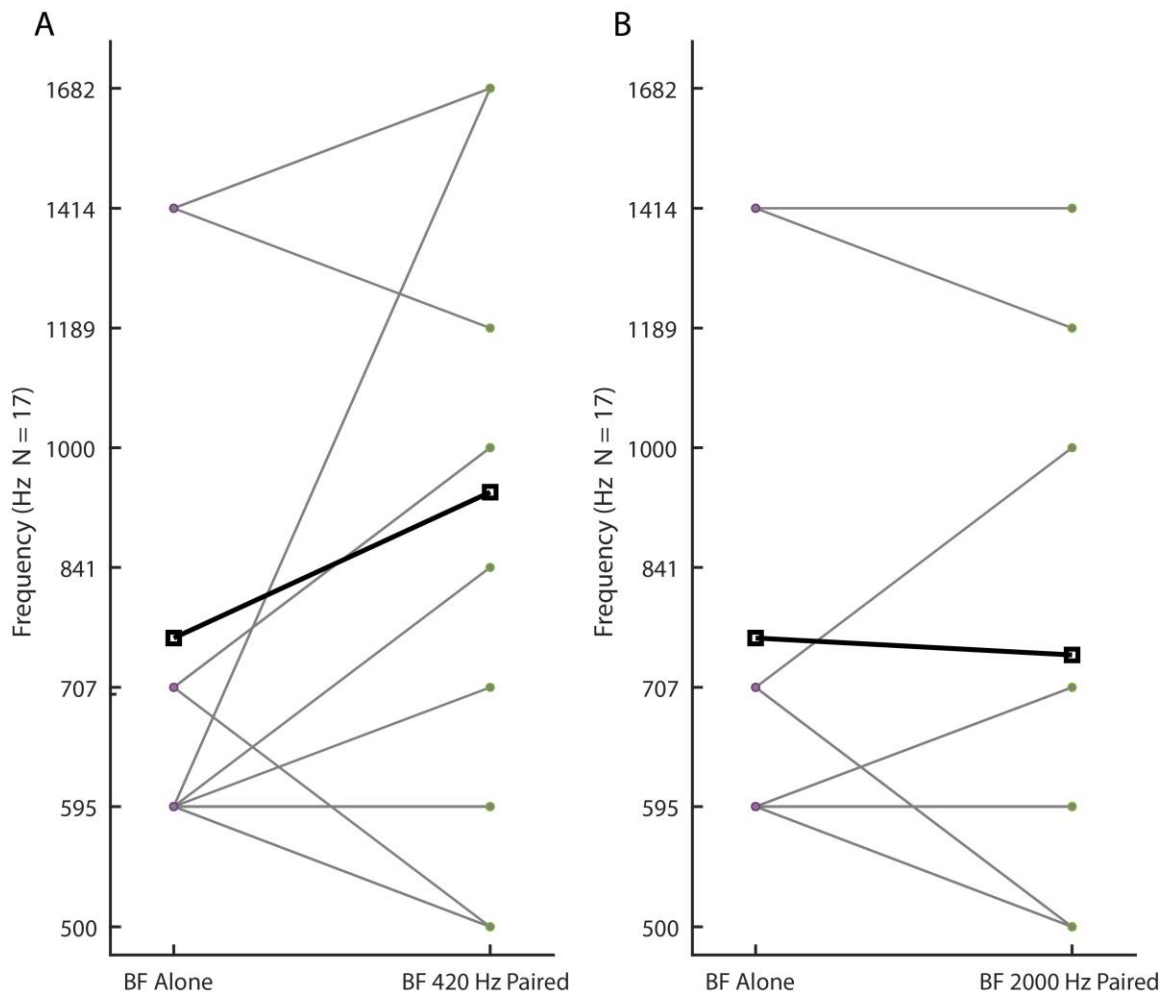 A
B
1682
1414
1189
1000
841
707
595
500
Frequency (Hz N = 17)
BF Alone
BF 420 Hz Paired
1682
1414
1189
1000
841
707
595
500
Frequency (Hz N = 17)
BF Alone
BF 2000 Hz Paired